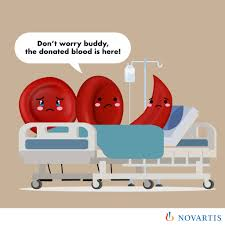 Don't worry buddy,
the donated blood is here!
NOVARTIS